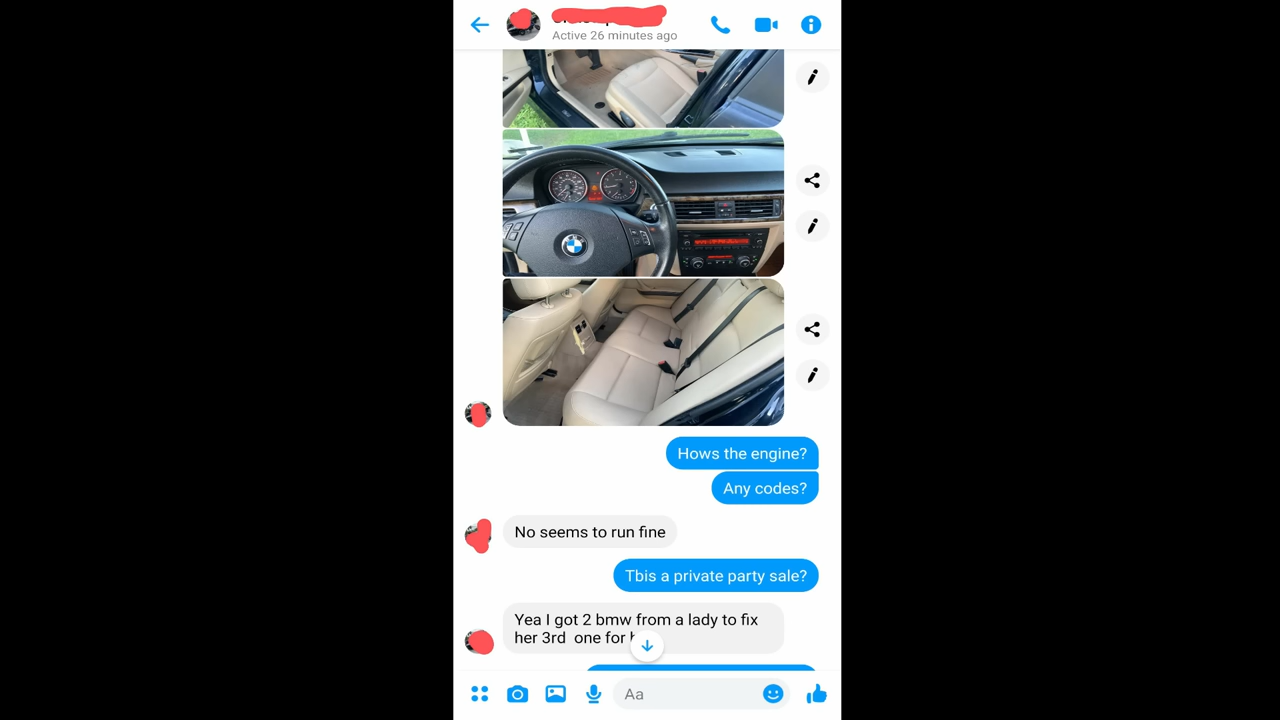 Active 26 minutes ago
Hows the engine?
Any codes?
No seems to run fine
Tbis a private party sale?
Yea I got 2 bmw from a lady to fix
her 3rd one for
Aa